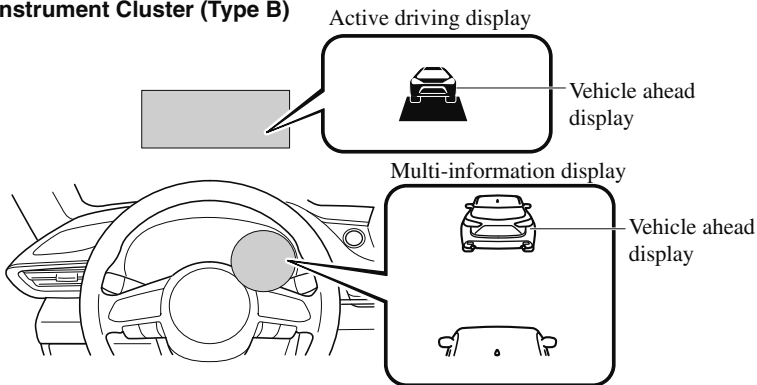 nstrument Cluster (Type B)
Active driving display
Vehicle ahead
display
Multi-information display
Vehicle ahead
display